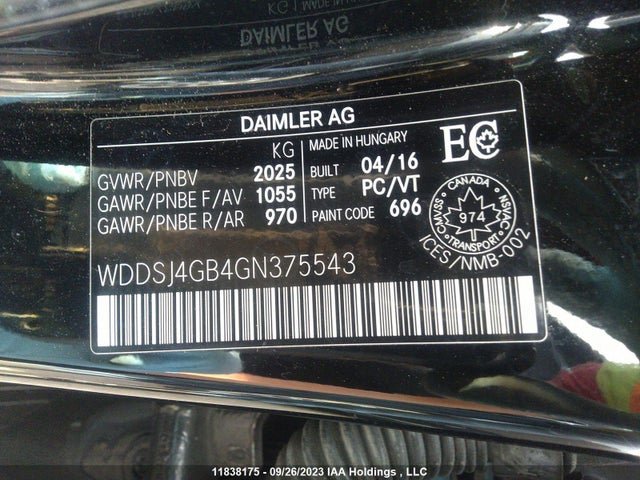 DAIMLER AG
KG
GVWR/PNBV 2025
GAWR/PNBE F/AV 1055
GAWR/PNBE R/AR 970
MADE IN HUNGARY
BUILT 04/16
TYPE PC/VT
PAINT CODE 696
EC
CANADA
CMVSS 974 NSVAC
TRANSPORT
ICES/NMB-002
WDDSJ4GB4GN375543
11838175 - 09/26/2023 IAA Holdings , LLC